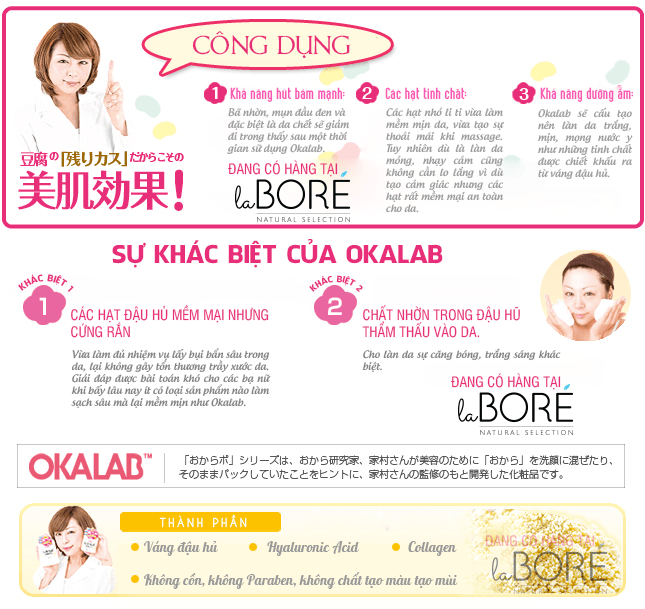 CÔNG DỤNG
1 Khả năng hút bám mạnh:
Bã nhờn, mụn đầu đen và
đặc biệt là da chết sẽ giảm
đi trong thấy sau một thời
gian sử dụng Okalab.
ĐANG CÓ HÀNG TẠI
laBORÉ
NATURAL SELECTION
2 Các hạt tinh chất:
Các hạt nhỏ li ti vừa làm
mềm mịn da, vừa tạo sự
thoải mái khi massage.
Tuy nhiên dù là làn da
mỏng, nhạy cảm cũng
không cần lo lắng vì dù
tạo cảm giác nhưng các
hạt rất mềm mại an toàn
cho da.
3 Khả năng dưỡng ẩm:
Okalab sẽ cấu tạo
nên làn da trắng,
mịn, mọng nước y
như những tinh chất
được chiết khấu ra
từ váng đậu hủ.
豆腐の「残りカス」だからこその
美肌効果!
SỰ KHÁC BIỆT CỦA OKALAB
KHÁC BIỆT 1
1
CÁC HẠT ĐẬU HỦ MỀM MẠI NHƯNG
CỨNG RẮN
Vừa làm đủ nhiệm vụ lấy bụi bẩn sâu trong
da, lại không gây tổn thương trầy xước da.
Giải đáp được bài toán khó cho các bạ nữ
khi bấy lâu nay ít có loại sản phẩm nào làm
sạch sâu mà lại mềm mịn như Okalab.
KHÁC BIỆT 2
2
CHẤT NHỜN TRONG ĐẬU HŨ
THẨM THẤU VÀO DA.
Cho làn da sự căng bóng, trắng sáng khác
biệt.
ĐANG CÓ HÀNG TẠI
laBORÉ
NATURAL SELECTION
OKALAB™
「おからボ」シリーズは、おから研究家、家村さんが美容のために「おから」を洗顔に混ぜたり、
そのままパックしていたことをヒントに、家村さんの監修のもと開発した化粧品です。
THÀNH PHẦN
Váng đậu hủ
Hyaluronic Acid
Collagen
Không cồn, không Paraben, không chất tạo màu tạo mùi
ĐANG CÓ HÀNG TẠI
laBORÉ
NATURAL SELECTION